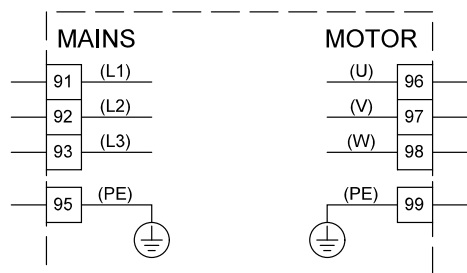 MAINS MOTOR
91 (L1) (U) 96
92 (L2) (V) 97
93 (L3) (W) 98
95 (PE) (PE) 99